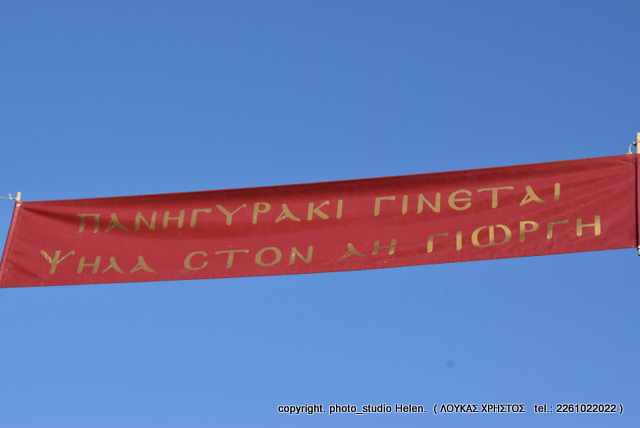 ΠΑΝΗΓΥΡΑΚΙ ΓΙΝΕΤΑΙ
ΨΗΛΑ ΣΤΟΝ ΑΗ ΓΙΩΡΓΗ
copyright photo_studio Helen. ( ΛΟΥΚΑΣ ΧΡΗΣΤΟΣ tel.: 2261022022 )